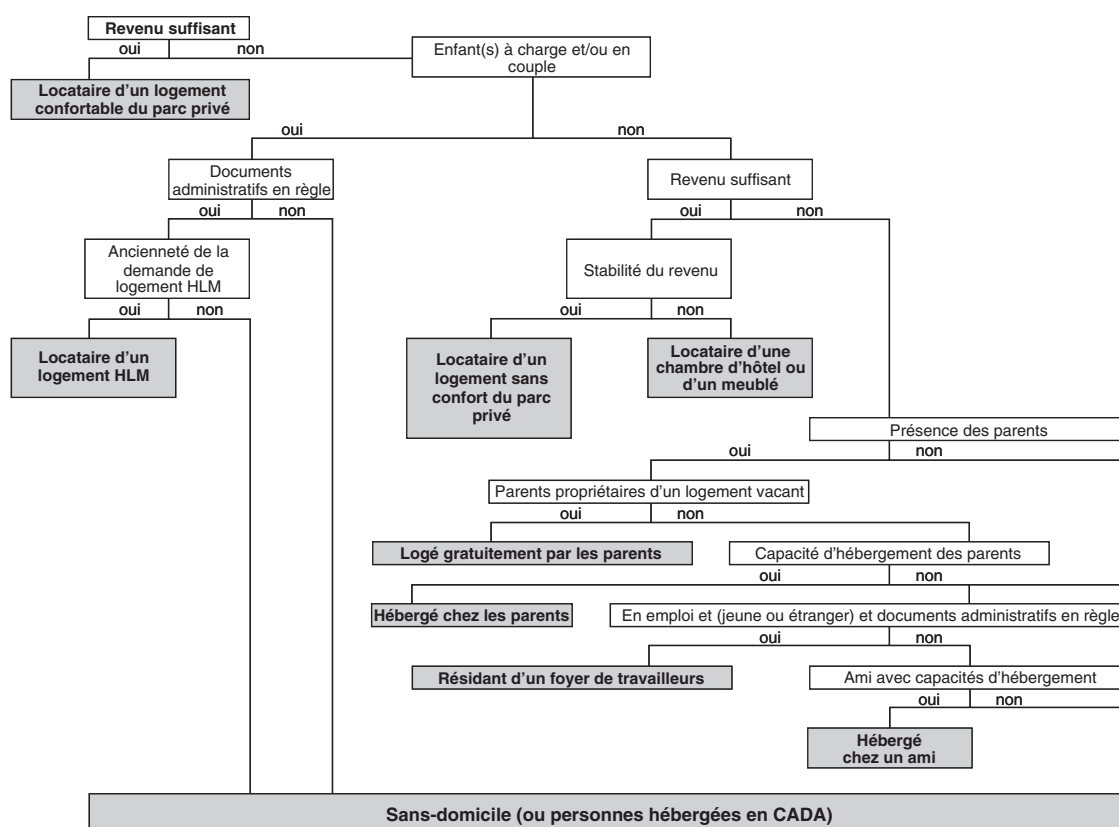 Revenu suffisant
oui non
Enfant(s) à charge et/ou en
couple
Locataire d'un logement
confortable du parc privé
oui non
Documents
administratifs en règle
Revenu suffisant
oui non
oui non
Ancienneté de la
demande de
logement HLM
Stabilité du revenu
oui non
oui non
Locataire d'un
logement HLM
Locataire d'un
logement sans
confort du parc
privé
Locataire d'une
chambre d'hôtel ou
d'un meublé
Présence des parents
oui non
Parents propriétaires d'un logement vacant
oui non
Logé gratuitement par les parents
Capacité d'hébergement des parents
oui non
Hébergé chez les parents
En emploi et (jeune ou étranger) et documents administratifs en règle
oui non
Résidant d'un foyer de travailleurs
Ami avec capacités d'hébergement
oui non
Hébergé
chez un ami
Sans-domicile (ou personnes hébergées en CADA)